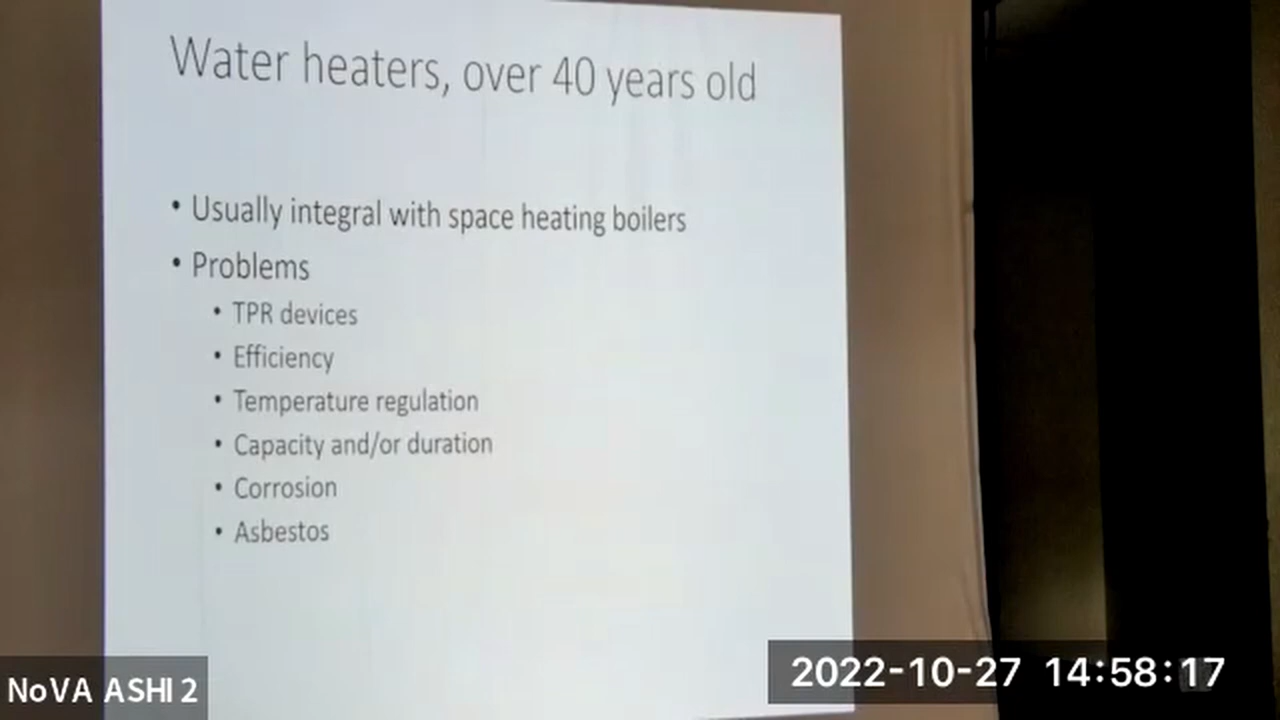 Water heaters, over 40 years old
• Usually integral with space heating boilers
• Problems
• TPR devices
• Efficiency
• Temperature regulation
• Capacity and/or duration
• Corrosion
• Asbestos
NoVA ASHI 2
2022-10-27 14:58:17